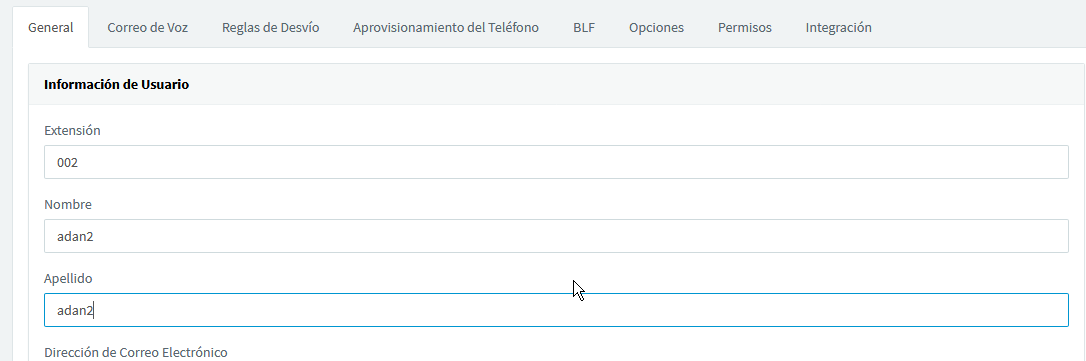 General Correo de Voz Reglas de Desvío Aprovisionamiento del Teléfono BLF Opciones Permisos Integración
Información de Usuario
Extensión
002
Nombre
adan2
Apellido
adan2
Dirección de Correo Electrónico